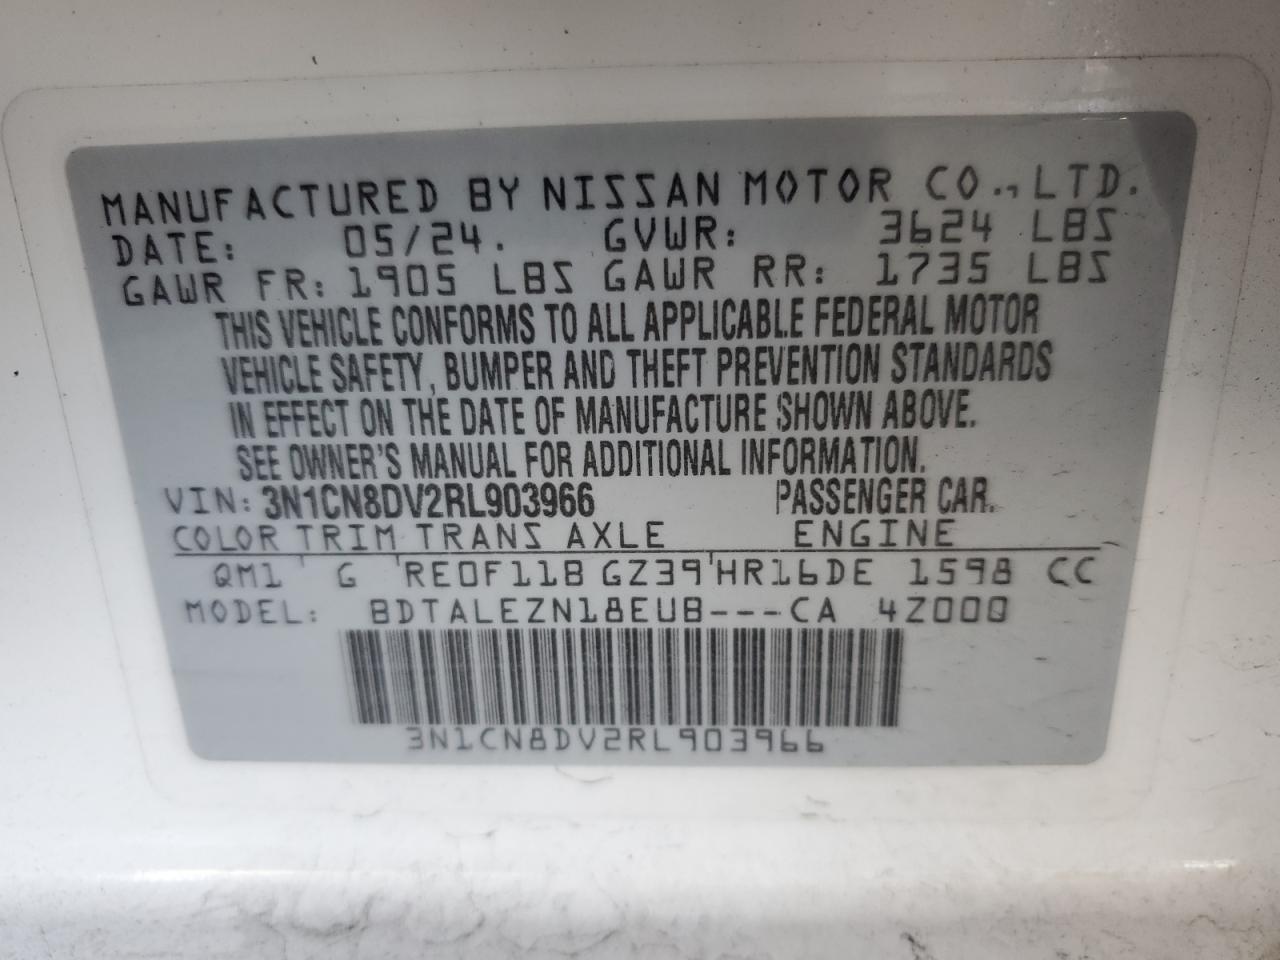 MANUFACTURED BY NISSAN MOTOR CO., LTD.
DATE: 05/24. GVWR: 3624 LBS
GAWR FR: 1905 LBS GAWR RR: 1735 LBS
THIS VEHICLE CONFORMS TO ALL APPLICABLE FEDERAL MOTOR
VEHICLE SAFETY, BUMPER AND THEFT PREVENTION STANDARDS
IN EFFECT ON THE DATE OF MANUFACTURE SHOWN ABOVE.
SEE OWNER'S MANUAL FOR ADDITIONAL INFORMATION.
VIN: 3N1CN8DV2RL903966 PASSENGER CAR.
COLOR TRIM TRANS AXLE ENGINE
QM1 G RE0F11B GZ39 HR16DE 1598 CC
MODEL: BDTALEZN18EUB---CA 4Z00Q
3N1CN8DV2RL903966